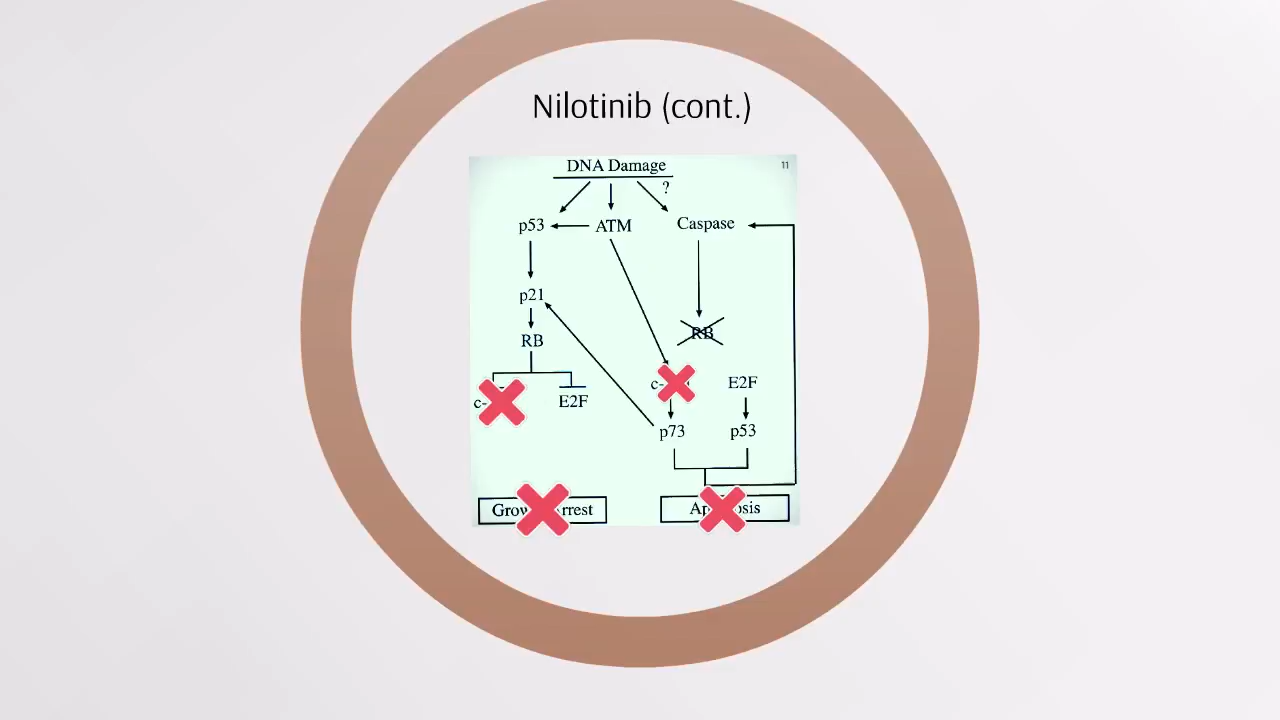 Nilotinib (cont.)
DNA Damage
11
?
p53
ATM
Caspase
p21
RB
RB
c-
E2F
c-
E2F
p73
p53